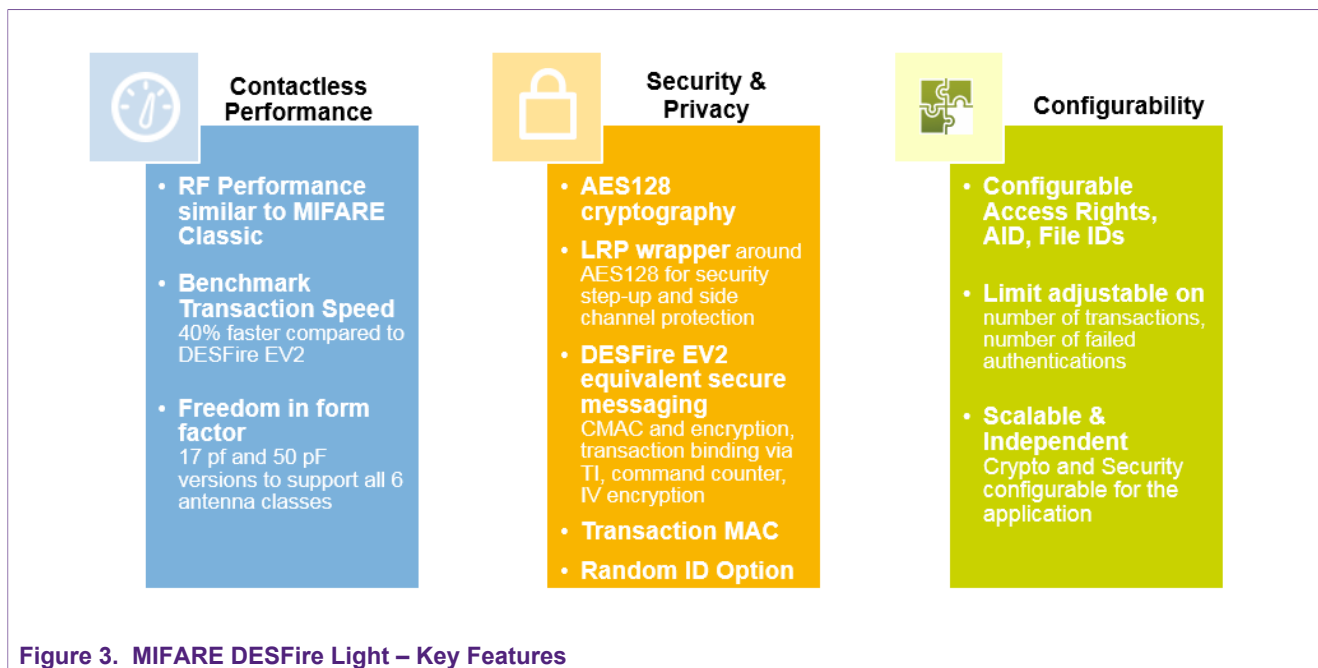 Contactless
Performance
• RF Performance
similar to MIFARE
Classic
• Benchmark
Transaction Speed
40% faster compared to
DESFire EV2
• Freedom in form
factor
17 pf and 50 pF
versions to support all 6
antenna classes
Security &
Privacy
• AES128
cryptography
• LRP wrapper around
AES128 for security
step-up and side
channel protection
• DESFire EV2
equivalent secure
messaging
CMAC and encryption,
transaction binding via
TI, command counter,
IV encryption
• Transaction MAC
• Random ID Option
Configurability
• Configurable
Access Rights,
AID, File IDs
• Limit adjustable on
number of transactions,
number of failed
authentications
• Scalable &
Independent
Crypto and Security
configurable for the
application
Figure 3. MIFARE DESFire Light – Key Features